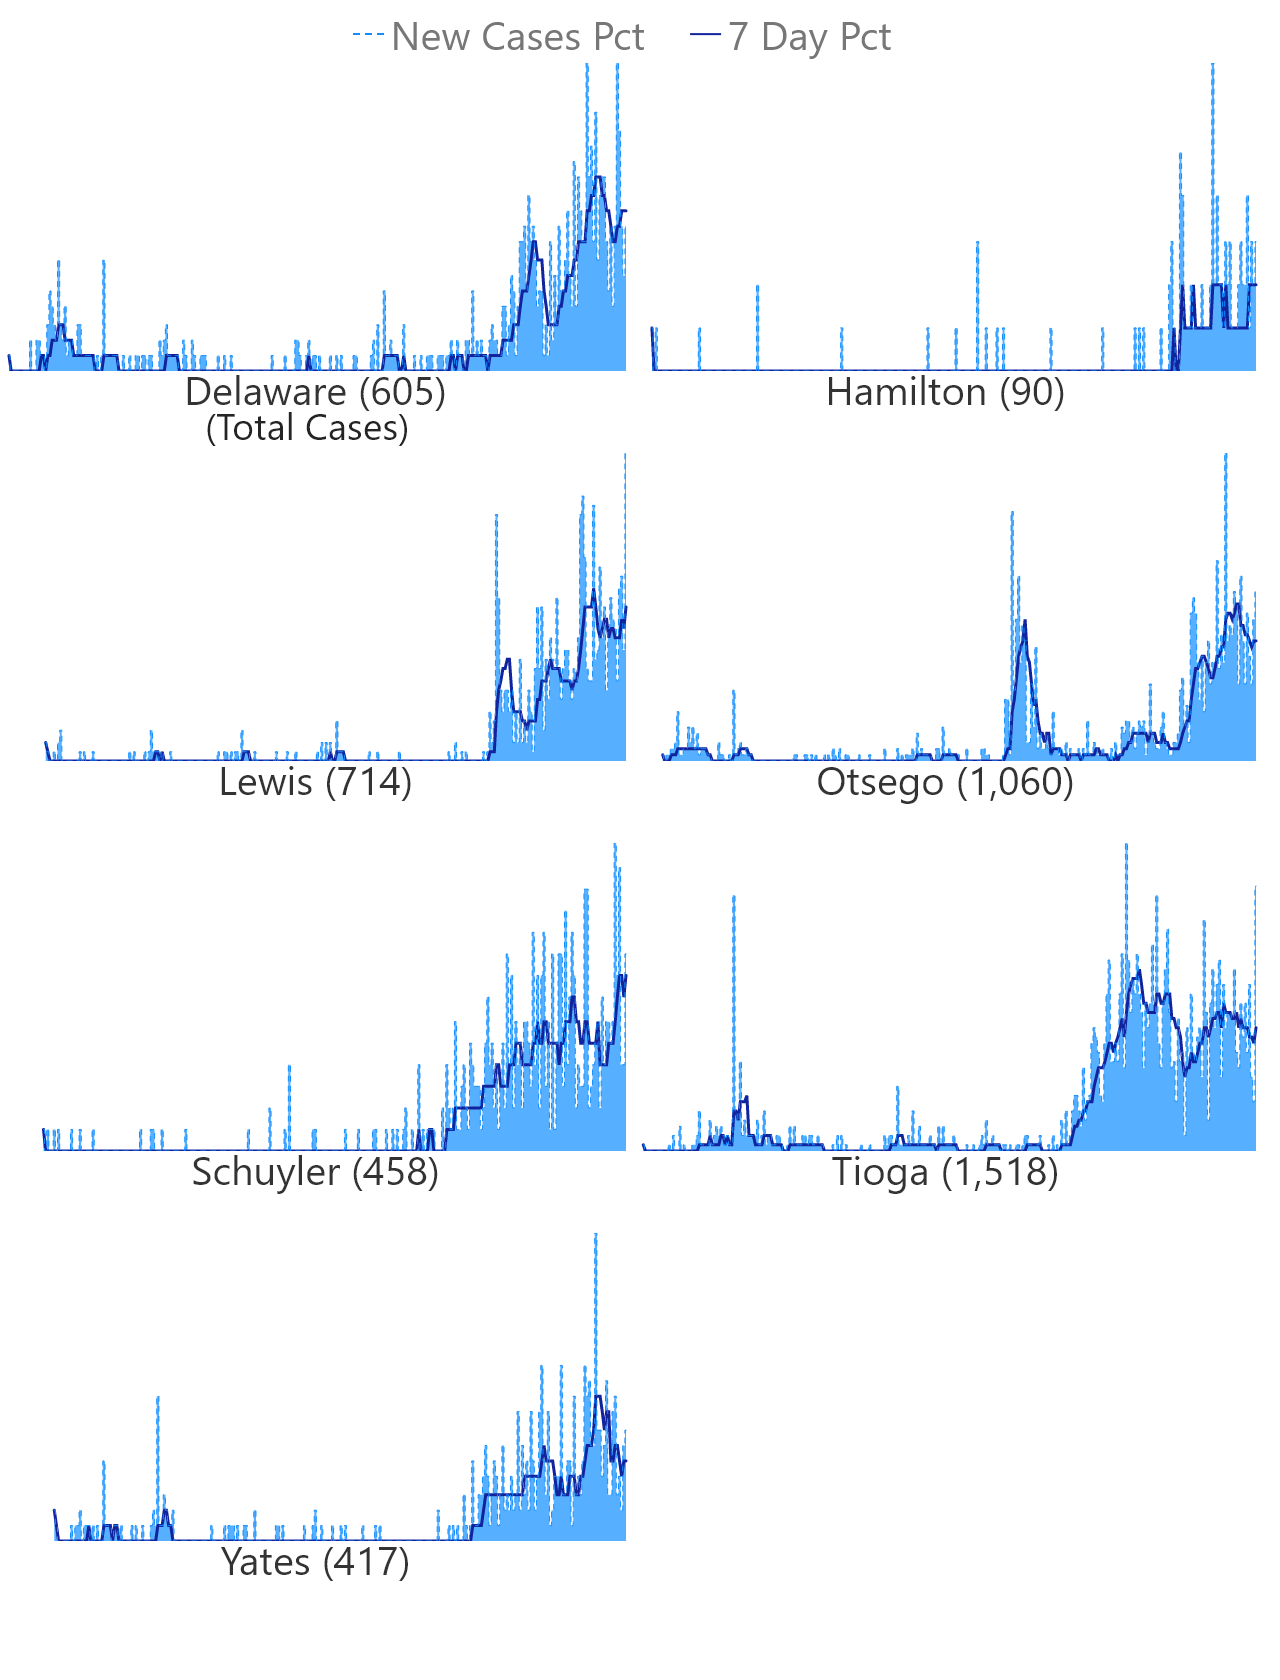 New Cases Pct 7 Day Pct
Delaware (605)
(Total Cases)
Hamilton (90)
Lewis (714)
Otsego (1,060)
Schuyler (458)
Tioga (1,518)
Yates (417)